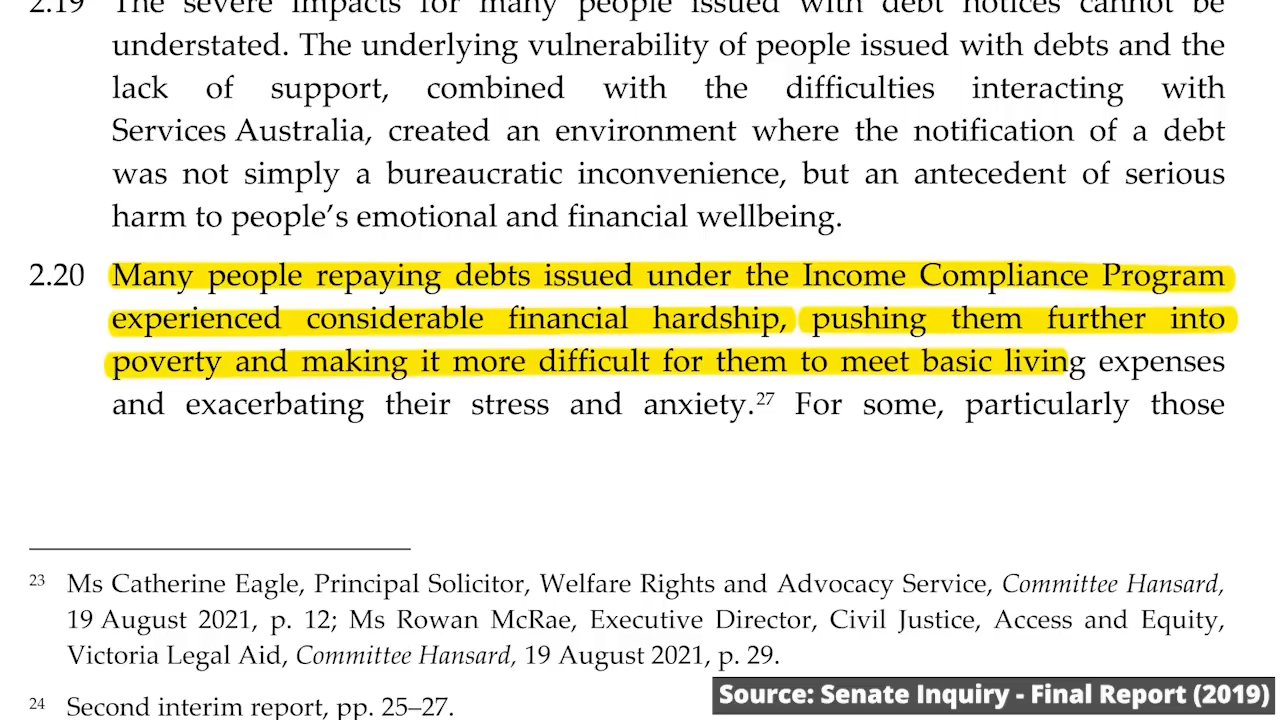 2.19 The severe impacts for many people issued with debt notices cannot be
understated. The underlying vulnerability of people issued with debts and the
lack of support, combined with the difficulties interacting with
Services Australia, created an environment where the notification of a debt
was not simply a bureaucratic inconvenience, but an antecedent of serious
harm to people’s emotional and financial wellbeing.
2.20 Many people repaying debts issued under the Income Compliance Program
experienced considerable financial hardship, pushing them further into
poverty and making it more difficult for them to meet basic living expenses
and exacerbating their stress and anxiety.27 For some, particularly those
23 Ms Catherine Eagle, Principal Solicitor, Welfare Rights and Advocacy Service, Committee Hansard,
19 August 2021, p. 12; Ms Rowan McRae, Executive Director, Civil Justice, Access and Equity,
Victoria Legal Aid, Committee Hansard, 19 August 2021, p. 29.
24 Second interim report, pp. 25–27.
Source: Senate Inquiry - Final Report (2019)